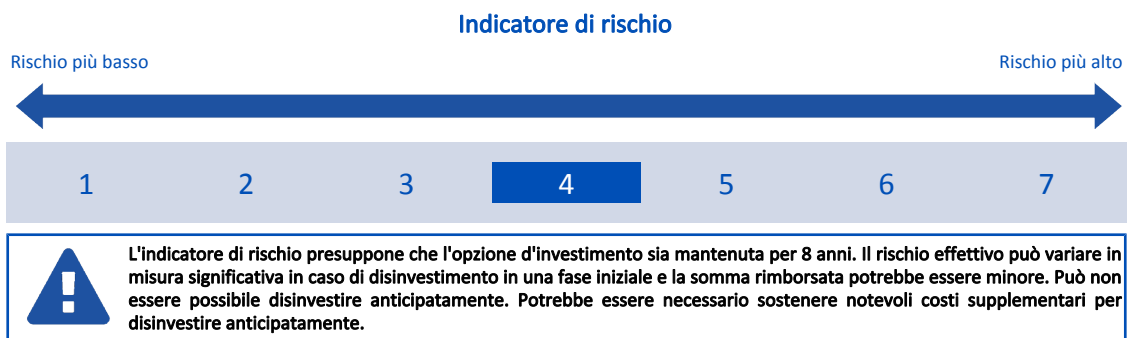 Indicatore di rischio
Rischio più basso Rischio più alto
1 2 3 4 5 6 7
L'indicatore di rischio presuppone che l'opzione d'investimento sia mantenuta per 8 anni. Il rischio effettivo può variare in
misura significativa in caso di disinvestimento in una fase iniziale e la somma rimborsata potrebbe essere minore. Può non
essere possibile disinvestire anticipatamente. Potrebbe essere necessario sostenere notevoli costi supplementari per
disinvestire anticipatamente.